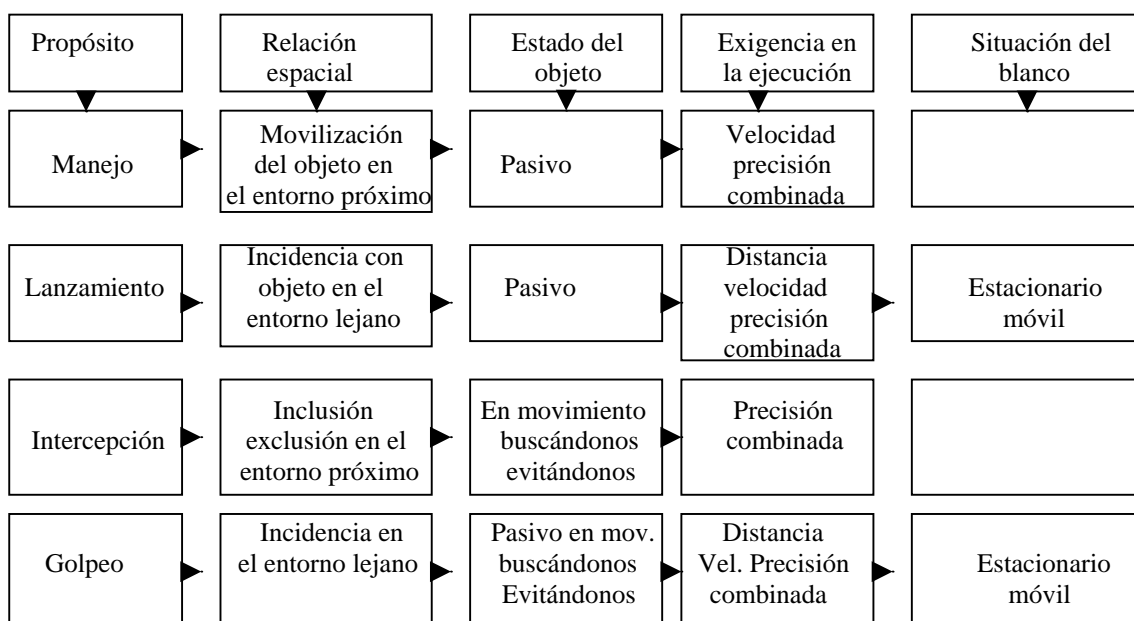 Propósito
Relación
espacial
Estado del
objeto
Exigencia en
la ejecución
Situación del
blanco
Manejo
Movilización
del objeto en
el entorno próximo
Pasivo
Velocidad
precisión
combinada
Lanzamiento
Incidencia con
objeto en el
entorno lejano
Pasivo
Distancia
velocidad
precisión
combinada
Estacionario
móvil
Intercepción
Inclusión
exclusión en el
entorno próximo
En movimiento
buscándonos
evitándonos
Precisión
combinada
Golpeo
Incidencia en
el entorno lejano
Pasivo en mov.
buscándonos
Evitándonos
Distancia
Vel. Precisión
combinada
Estacionario
móvil